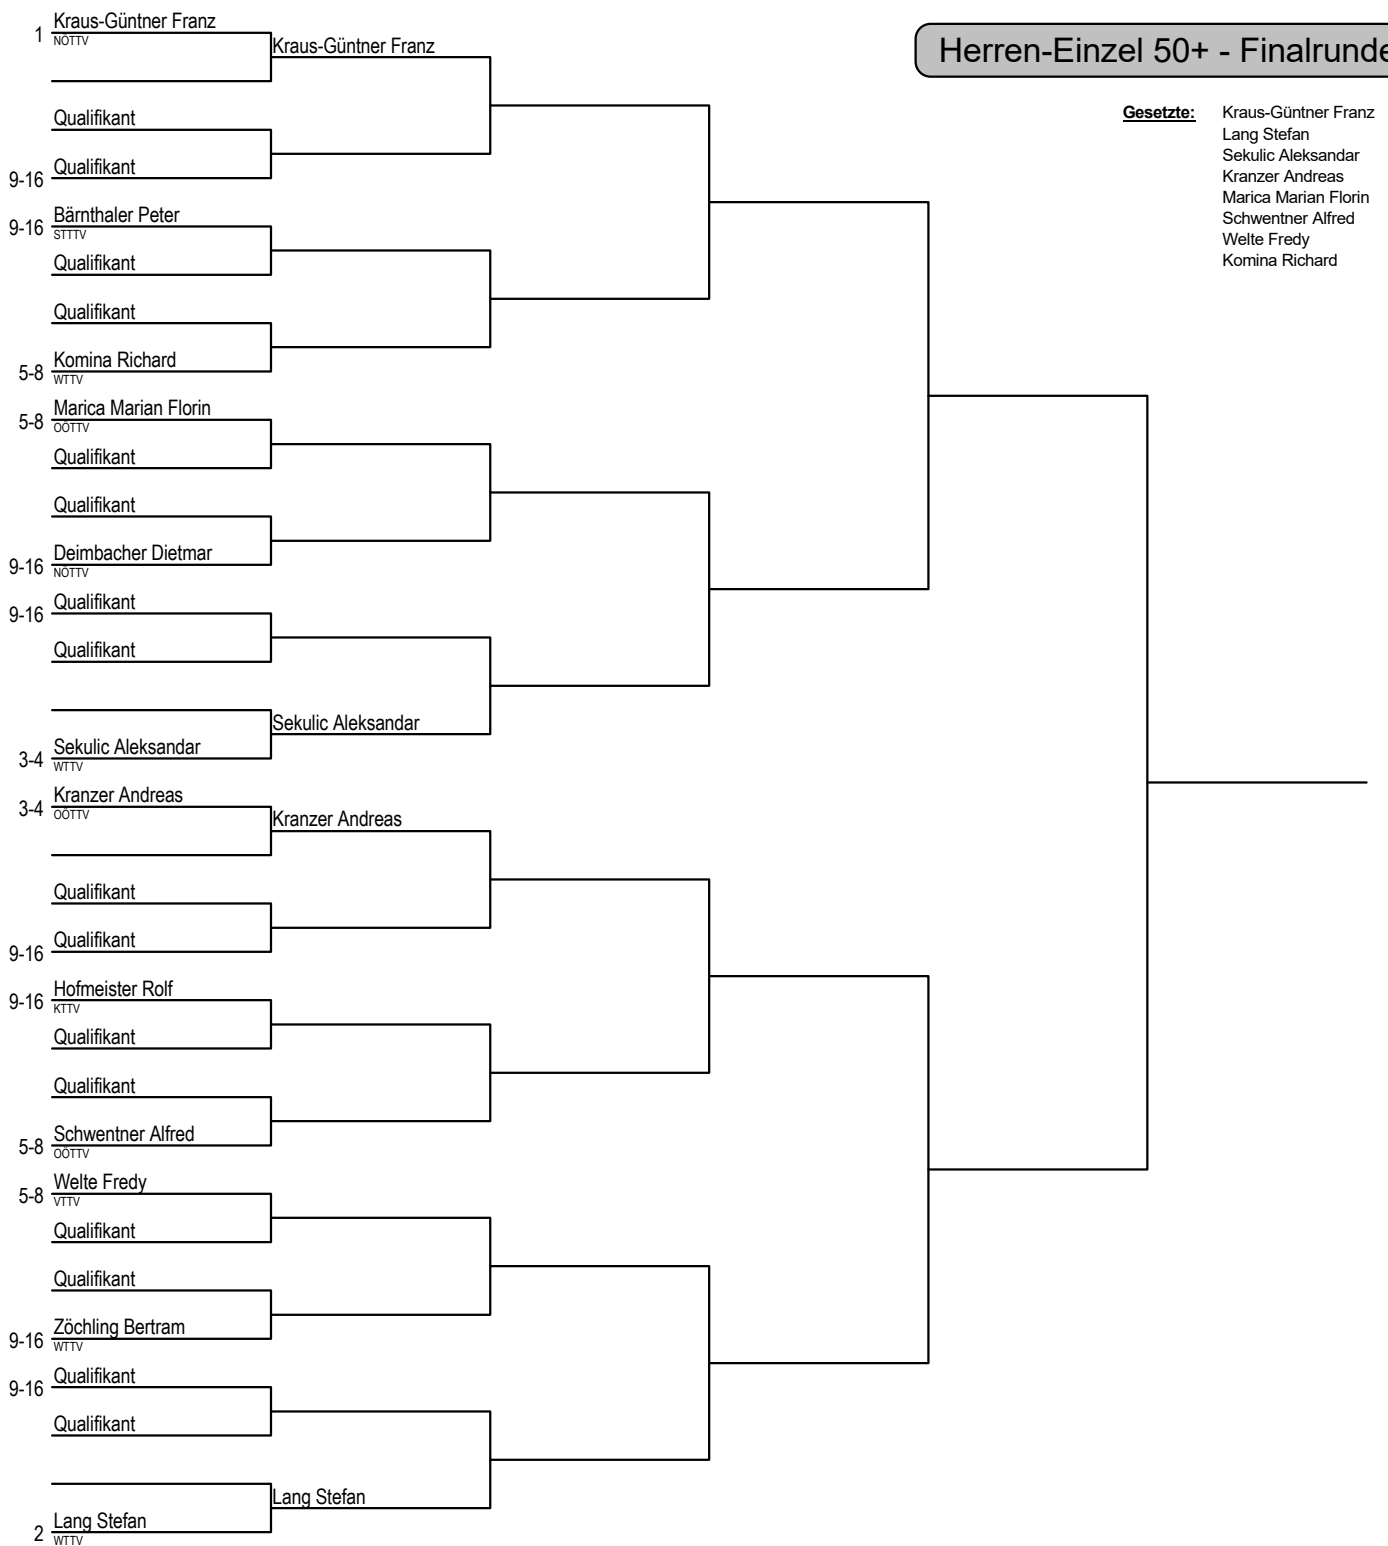 Herren-Einzel 50+ - Finalrunde
Gesetzte: Kraus-Güntner Franz
Lang Stefan
Sekulic Aleksandar
Kranzer Andreas
Marica Marian Florin
Schwentner Alfred
Welte Fredy
Komina Richard
1 Kraus-Güntner Franz
NÖTTV
Kraus-Güntner Franz
Qualifikant
9-16 Qualifikant
9-16 Bärnthaler Peter
STTTV
Qualifikant
Qualifikant
5-8 Komina Richard
WTTV
5-8 Marica Marian Florin
OÖTTV
Qualifikant
Qualifikant
9-16 Deimbacher Dietmar
NÖTTV
9-16 Qualifikant
Qualifikant
Sekulic Aleksandar
3-4 Sekulic Aleksandar
WTTV
3-4 Kranzer Andreas
OÖTTV
Kranzer Andreas
Qualifikant
9-16 Qualifikant
9-16 Hofmeister Rolf
KTTV
Qualifikant
Qualifikant
5-8 Schwentner Alfred
OÖTTV
5-8 Welte Fredy
VTTV
Qualifikant
Qualifikant
9-16 Zöchling Bertram
WTTV
9-16 Qualifikant
Qualifikant
Lang Stefan
2 Lang Stefan
WTTV